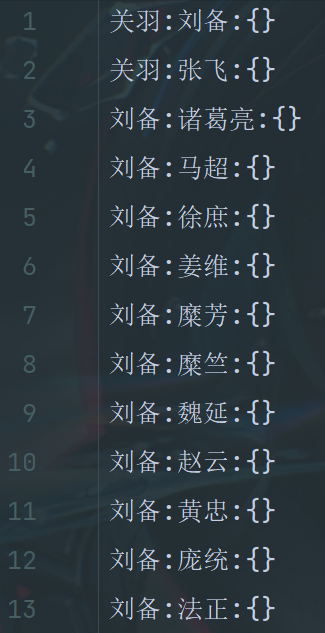 1 关羽:刘备:{}
2 关羽:张飞:{}
3 刘备:诸葛亮:{}
4 刘备:马超:{}
5 刘备:徐庶:{}
6 刘备:姜维:{}
7 刘备:糜芳:{}
8 刘备:糜竺:{}
9 刘备:魏延:{}
10 刘备:赵云:{}
11 刘备:黄忠:{}
12 刘备:庞统:{}
13 刘备:法正:{}